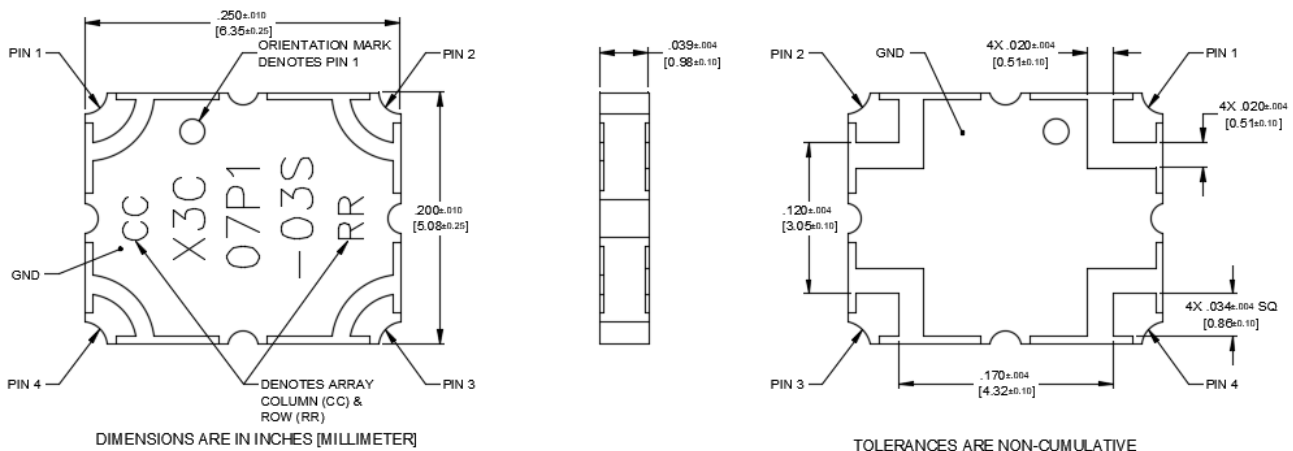 .250±.010
[6.35±0.25]
PIN 1
ORIENTATION MARK
DENOTES PIN 1
PIN 2
CC
X3C
07P1
-03S
RR
.200±.010
[5.08±0.25]
GND
PIN 4
DENOTES ARRAY
COLUMN (CC) &
ROW (RR)
PIN 3
DIMENSIONS ARE IN INCHES [MILLIMETER]
.039±.004
[0.98±0.10]
PIN 2
GND
4X .020±.004
[0.51±0.10]
PIN 1
4X .020±.004
[0.51±0.10]
.120±.004
[3.05±0.10]
4X .034±.004 SQ
[0.86±0.10]
PIN 3
.170±.004
[4.32±0.10]
PIN 4
TOLERANCES ARE NON-CUMULATIVE